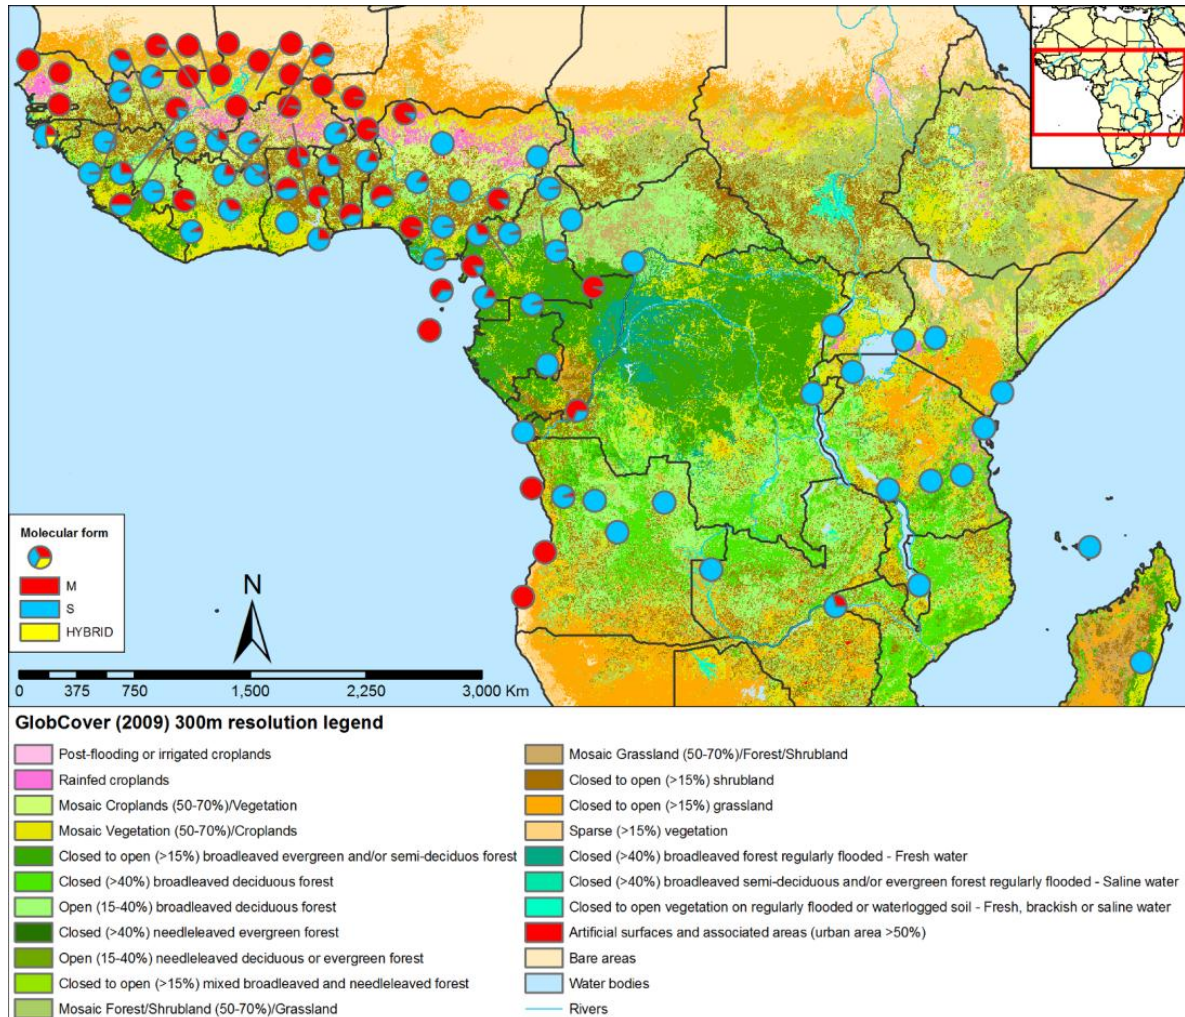 Molecular form
M
S
HYBRID
N
0 375 750 1,500 2,250 3,000 Km
GlobCover (2009) 300m resolution legend
Post-flooding or irrigated croplands
Rainfed croplands
Mosaic Croplands (50-70%)/Vegetation
Mosaic Vegetation (50-70%)/Croplands
Closed to open (>15%) broadleaved evergreen and/or semi-deciduos forest
Closed (>40%) broadleaved deciduous forest
Open (15-40%) broadleaved deciduous forest
Closed (>40%) needleleaved evergreen forest
Open (15-40%) needleleaved deciduous or evergreen forest
Closed to open (>15%) mixed broadleaved and needleleaved forest
Mosaic Forest/Shrubland (50-70%)/Grassland
Mosaic Grassland (50-70%)/Forest/Shrubland
Closed to open (>15%) shrubland
Closed to open (>15%) grassland
Sparse (>15%) vegetation
Closed (>40%) broadleaved forest regularly flooded - Fresh water
Closed (>40%) broadleaved semi-deciduous and/or evergreen forest regularly flooded - Saline water
Closed to open vegetation on regularly flooded or waterlogged soil - Fresh, brackish or saline water
Artificial surfaces and associated areas (urban area >50%)
Bare areas
Water bodies
Rivers